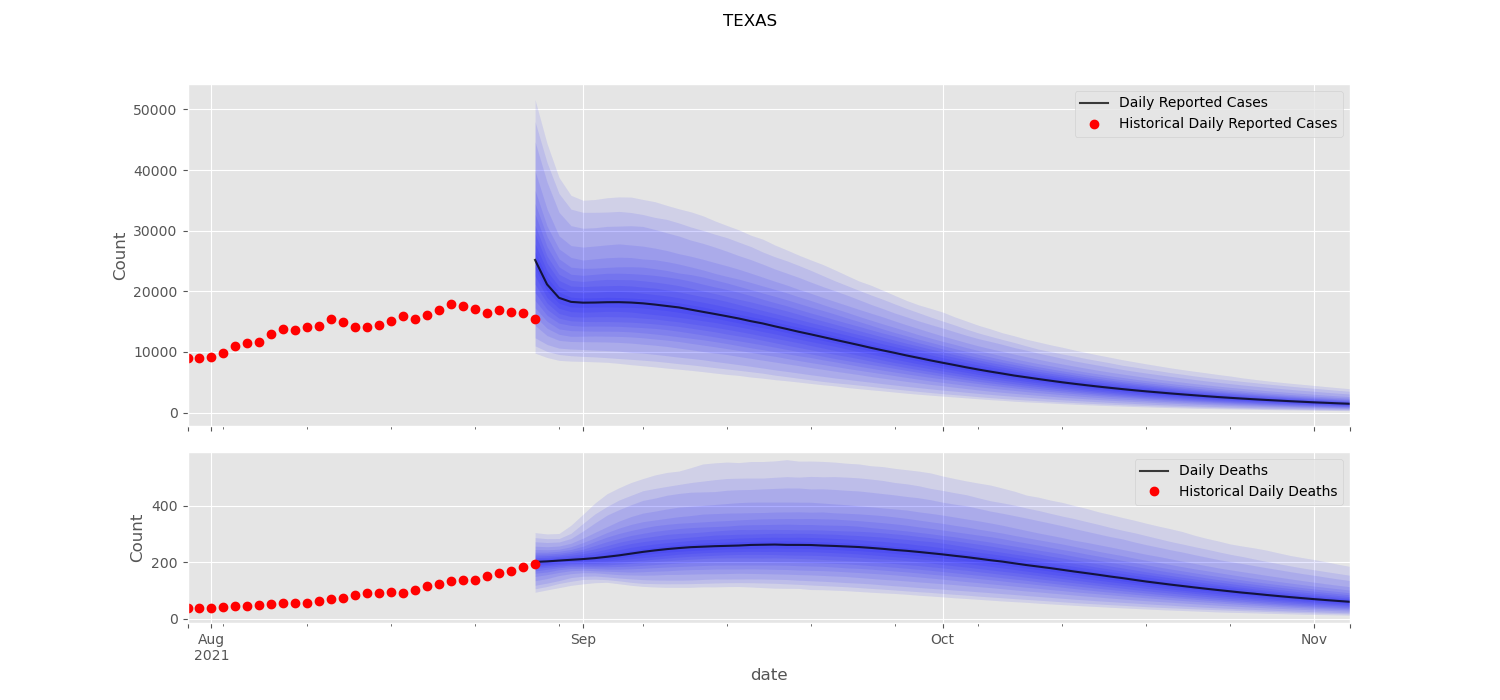 TEXAS
50000
40000
30000
20000
10000
0
Count
Daily Reported Cases
Historical Daily Reported Cases
400
200
0
Count
Daily Deaths
Historical Daily Deaths
Aug
2021
Sep
Oct
Nov
date